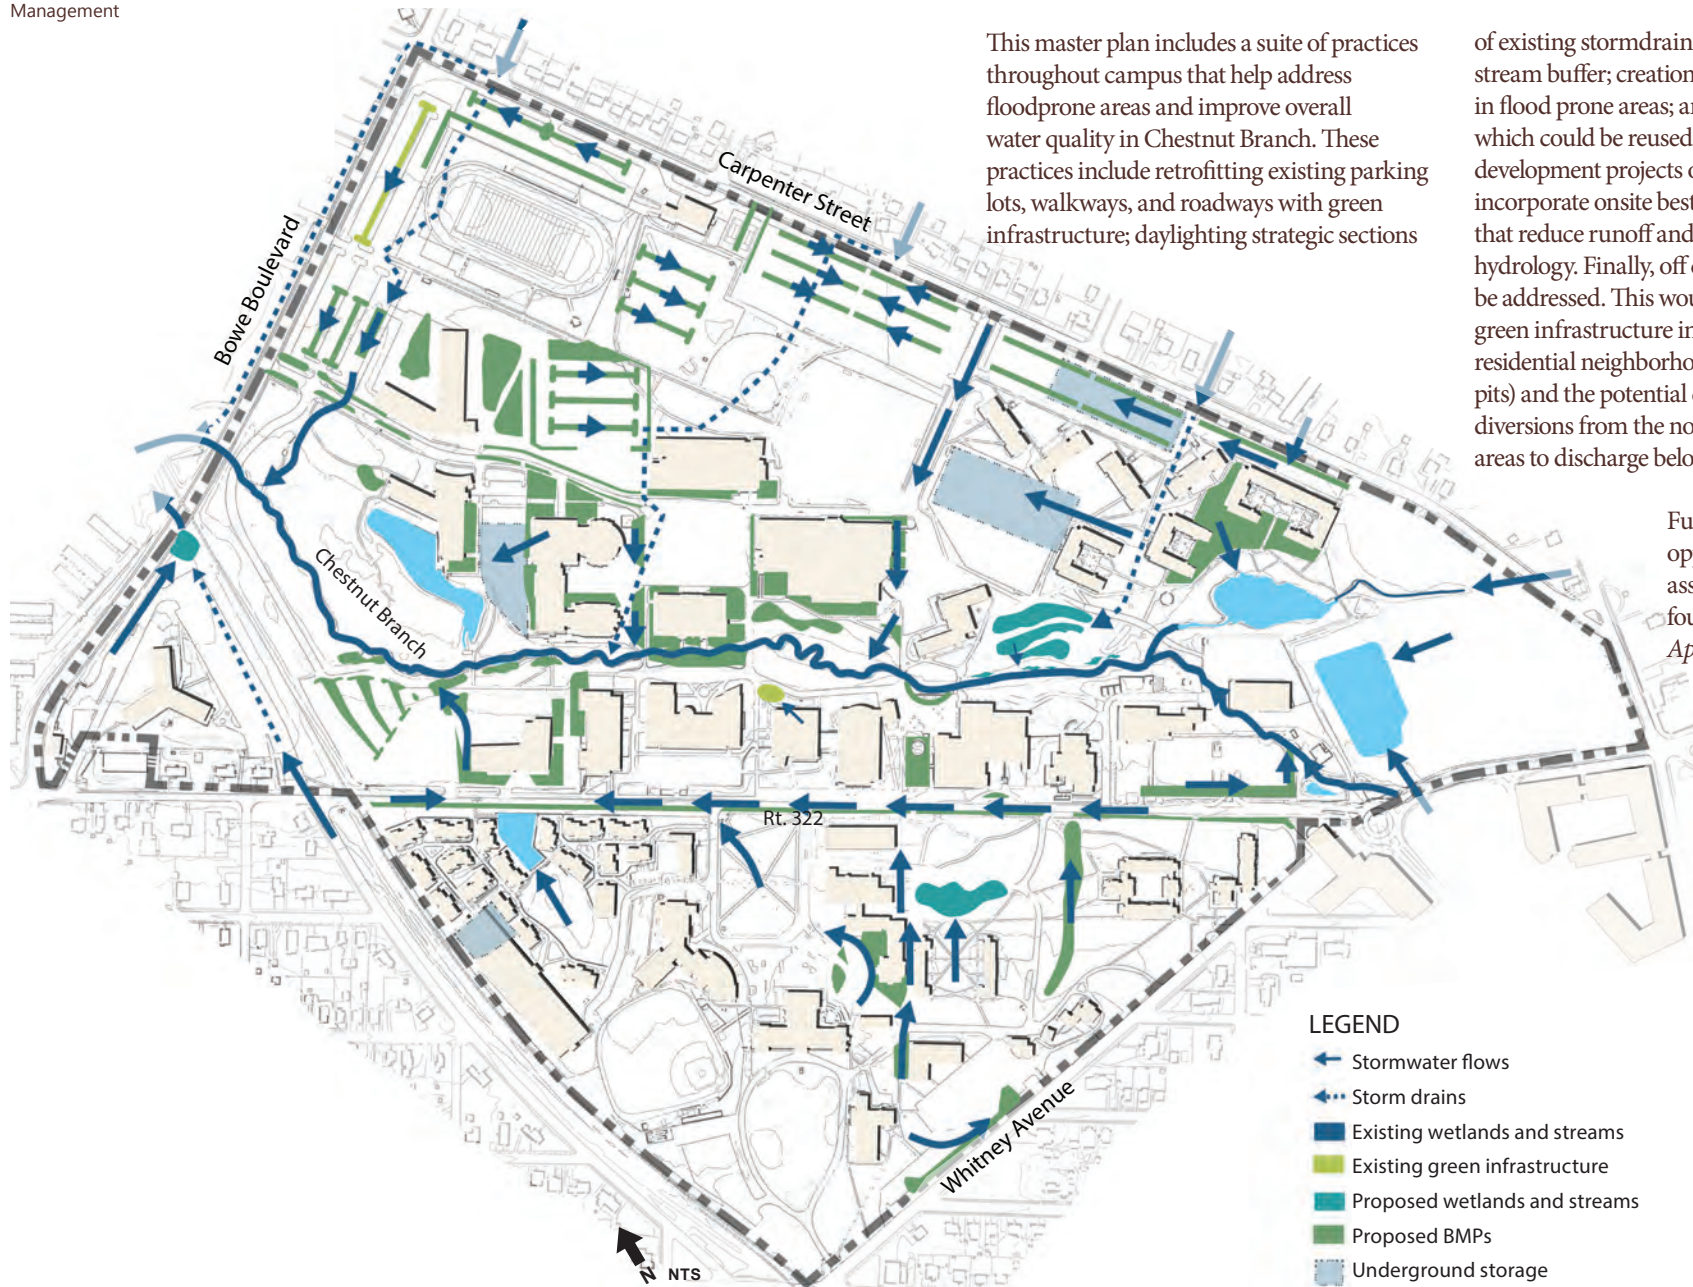 Management
This master plan includes a suite of practices
throughout campus that help address
floodprone areas and improve overall
water quality in Chestnut Branch. These
practices include retrofitting existing parking
lots, walkways, and roadways with green
infrastructure; daylighting strategic sections
of existing stormdrain
stream buffer; creation
in flood prone areas;
which could be reused
development projects
incorporate onsite best
that reduce runoff and
hydrology. Finally, off
be addressed. This
green infrastructure in
residential
pits) and the potential
diversions from the
areas to discharge
Carpenter Street
Bowe Boulevard
Chestnut Branch
Rt. 322
Whitney Avenue
N NTS
LEGEND
Stormwater flows
Storm drains
Existing wetlands and streams
Existing green infrastructure
Proposed wetlands and streams
Proposed BMPs
Underground storage